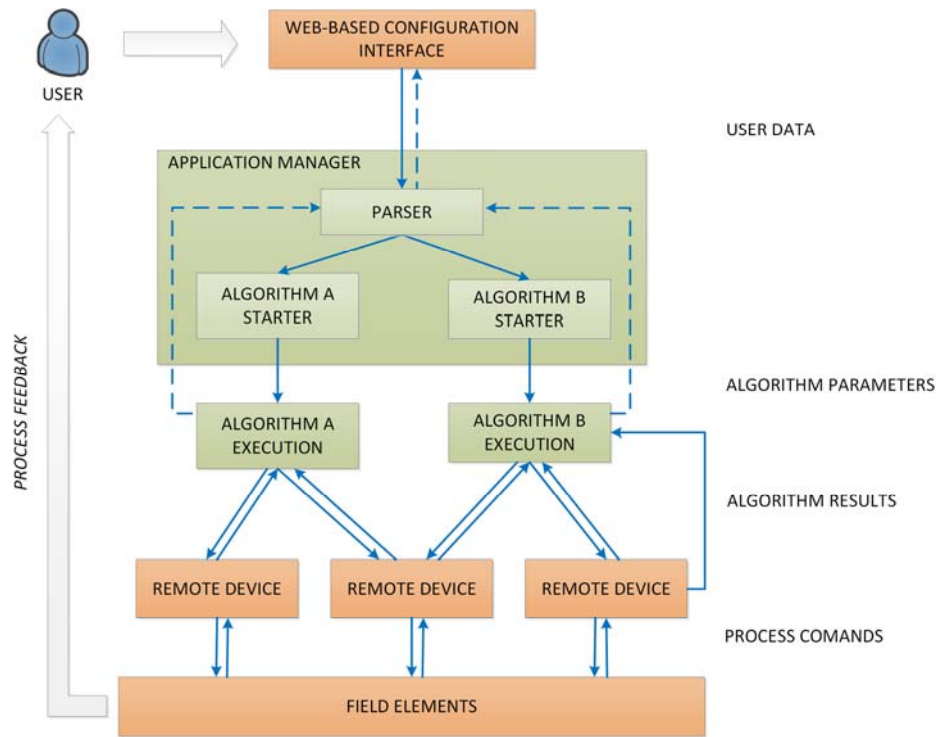 WEB-BASED CONFIGURATION
INTERFACE
USER
USER DATA
APPLICATION MANAGER
PARSER
ALGORITHM A
STARTER
ALGORITHM B
STARTER
PROCESS FEEDBACK
ALGORITHM PARAMETERS
ALGORITHM A
EXECUTION
ALGORITHM B
EXECUTION
ALGORITHM RESULTS
REMOTE DEVICE
REMOTE DEVICE
REMOTE DEVICE
PROCESS COMANDS
FIELD ELEMENTS